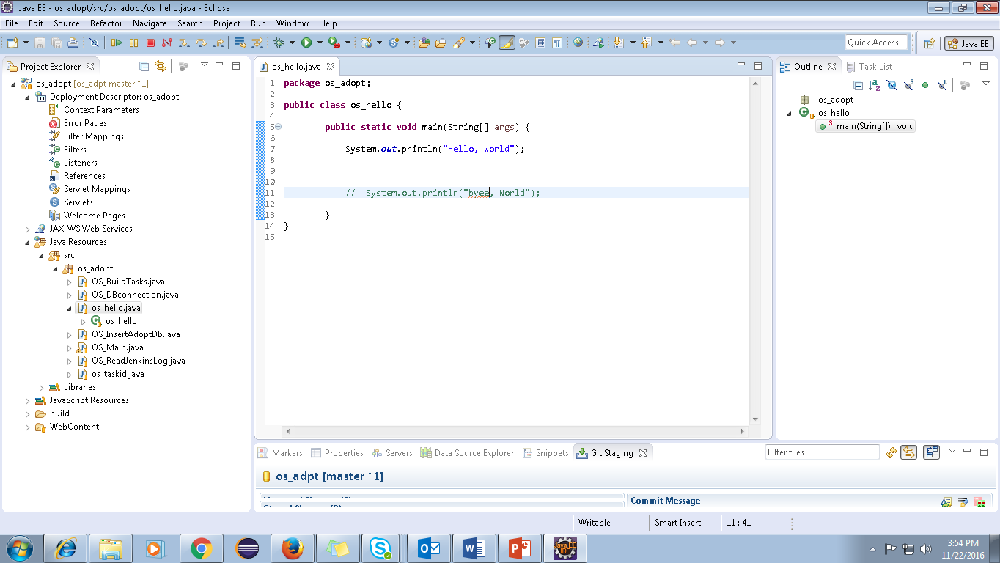 Java EE - os_adopt/src/os_adopt/os_hello.java - Eclipse
File Edit Source Refactor Navigate Search Project Run Window Help
Quick Access
Java EE
Project Explorer
os_adopt [os_adpt master ↑1]
Deployment Descriptor: os_adopt
Context Parameters
Error Pages
Filter Mappings
Filters
Listeners
References
Servlet Mappings
Servlets
Welcome Pages
JAX-WS Web Services
Java Resources
src
os_adopt
OS_BuildTasks.java
OS_DBconnection.java
os_hello.java
os_hello
OS_InsertAdoptDb.java
OS_Main.java
OS_ReadJenkinsLog.java
os_taskid.java
Libraries
JavaScript Resources
build
WebContent
os_hello.java
1 package os_adopt;
2
3 public class os_hello {
4
5 public static void main(String[] args) {
6
7 System.out.println("Hello, World");
8
9
10
11 // System.out.println("byee, World");
12
13 }
14 }
15
Outline Task List
os_adopt
os_hello
main(String[]) : void
Markers Properties Servers Data Source Explorer Snippets Git Staging
Filter files
os_adpt [master ↑1]
Commit Message
Writable Smart Insert 11 : 41
Java EE
IDE
3:54 PM
11/22/2016